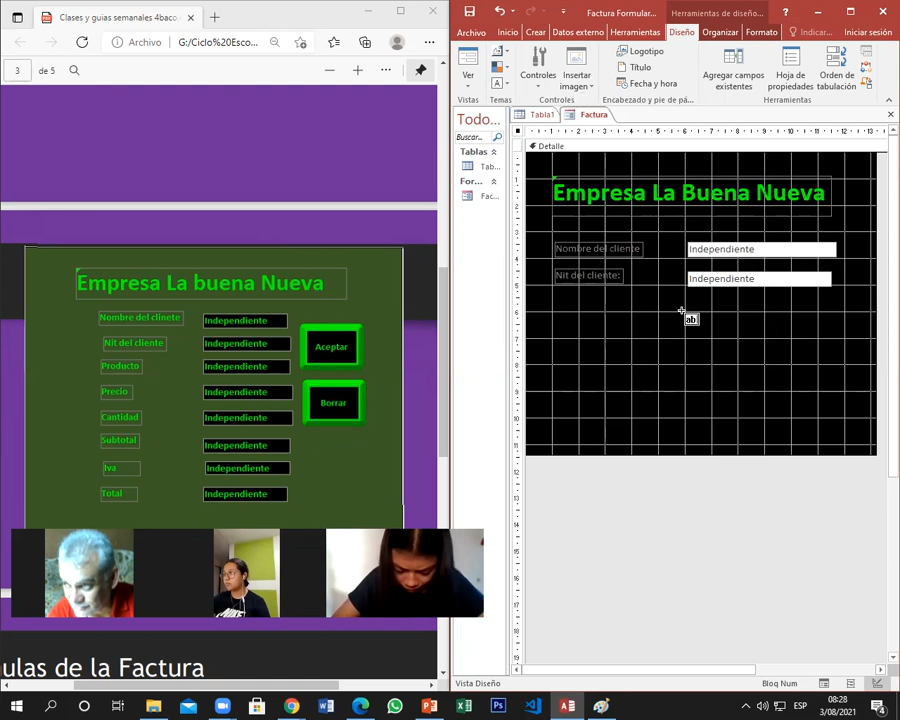 Clases y guias semanales 4baco.
Archivo
G:/Ciclo%20Esco...
3
de 5
Empresa La buena Nueva
Nombre del clinete
Independiente
Nit del cliente
Independiente
Producto
Independiente
Precio
Independiente
Cantidad
Independiente
Subtotal
Independiente
Iva
Independiente
Total
Independiente
Aceptar
Borrar
ulas de la Factura
Factura Formular...
Herramientas de diseño...
?
Archivo
Inicio
Crear
Datos externo
Herramientas
Diseño
Organizar
Formato
Indicar...
Iniciar sesión
Ver
Controles
Insertar imagen
Logotipo
Título
Fecha y hora
Agregar campos existentes
Hoja de propiedades
Orden de tabulación
Vistas
Temas
Controles
Encabezado y pie de pá...
Herramientas
Todo...
Buscar...
Tablas
Tab...
For...
Fac...
Tabla1
Factura
Detalle
Empresa La Buena Nueva
Nombre del cliente
Independiente
Nit del cliente:
Independiente
ab
Vista Diseño
Bloq Num
ESP
08:28
3/08/2021
4